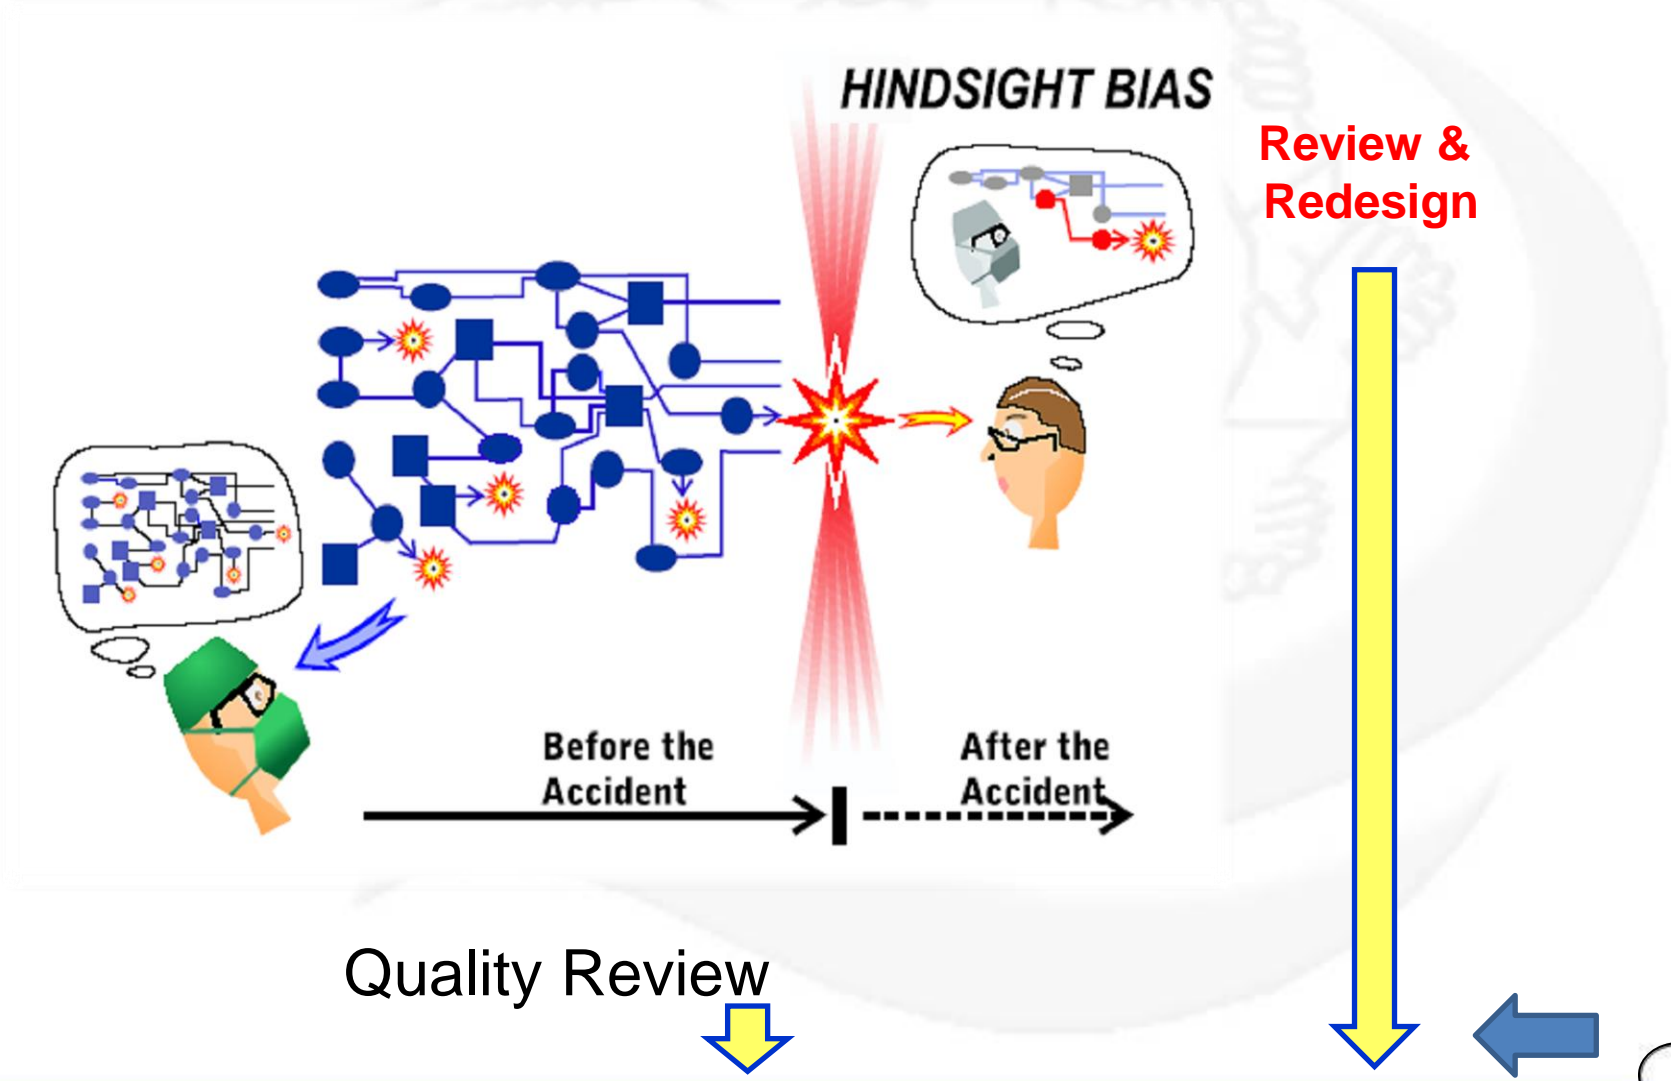 HINDSIGHT BIAS
Review &
Redesign
Before the
Accident
After the
Accident
Quality Review